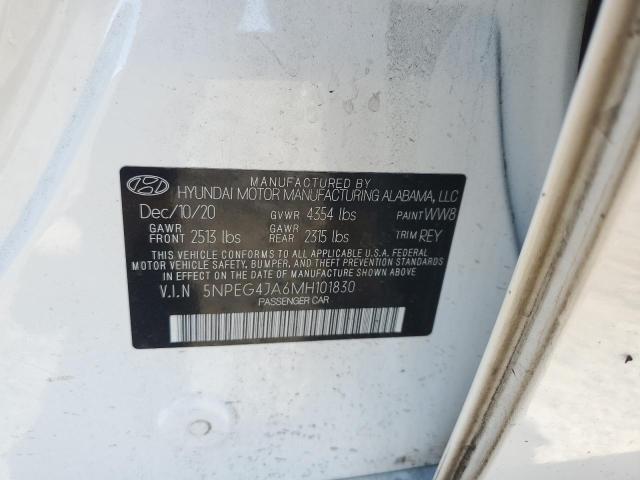 MANUFACTURED BY
HYUNDAI MOTOR MANUFACTURING ALABAMA, LLC
Dec/10/20 GVWR 4354 lbs PAINT WW8
GAWR FRONT 2513 lbs GAWR REAR 2315 lbs TRIM REY
THIS VEHICLE CONFORMS TO ALL APPLICABLE U.S.A. FEDERAL
MOTOR VEHICLE SAFETY, BUMPER, AND THEFT PREVENTION STANDARDS
IN EFFECT ON THE DATE OF MANUFACTURE SHOWN ABOVE.
V.I.N 5NPEG4JA6MH101830
PASSENGER CAR